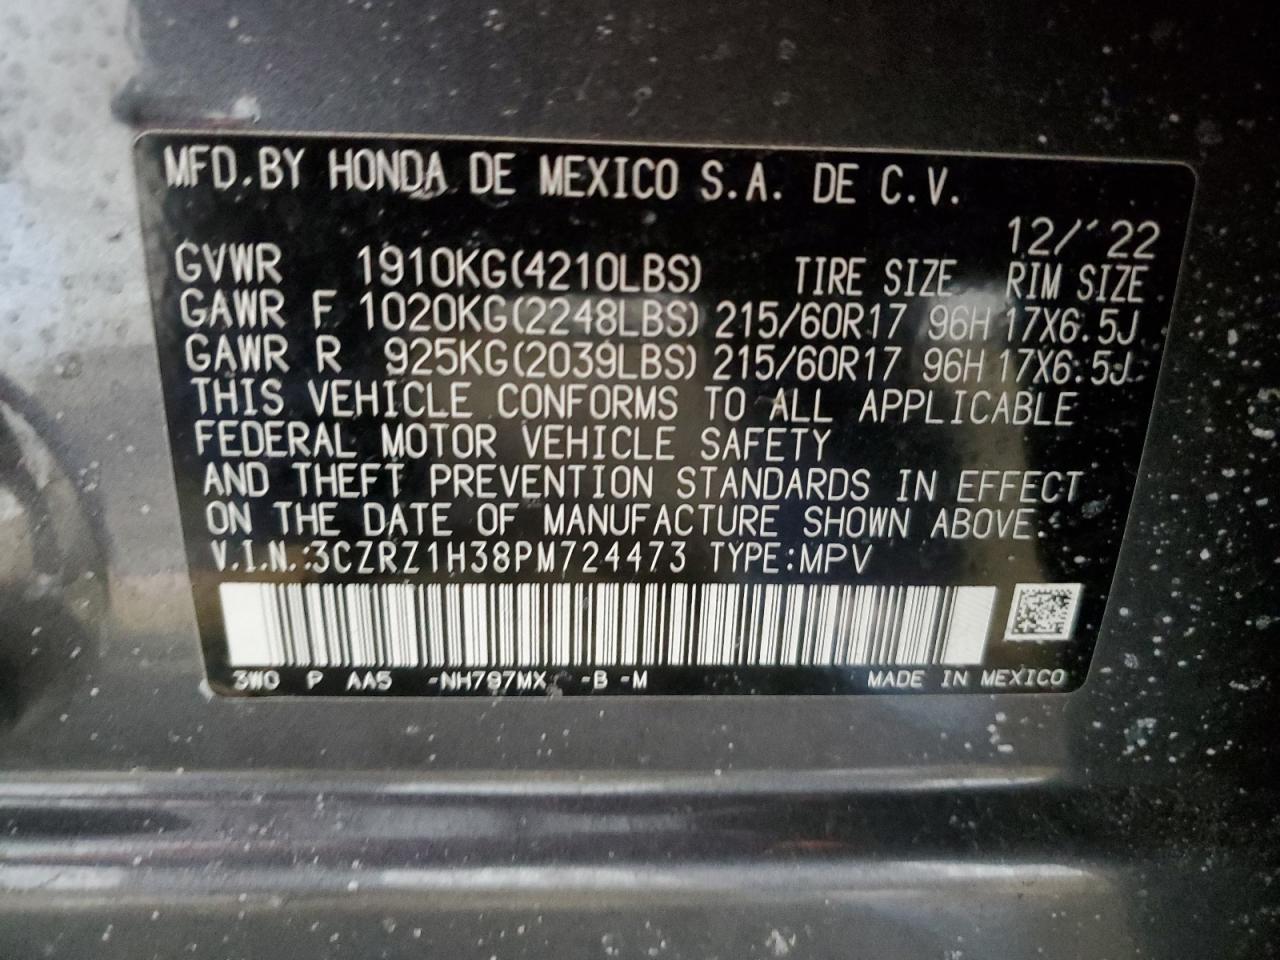 MFD.BY HONDA DE MEXICO S.A. DE C.V.
12/'22
GVWR 1910KG(4210LBS) TIRE SIZE RIM SIZE
GAWR F 1020KG(2248LBS) 215/60R17 96H 17X6.5J
GAWR R 925KG(2039LBS) 215/60R17 96H 17X6.5J
THIS VEHICLE CONFORMS TO ALL APPLICABLE
FEDERAL MOTOR VEHICLE SAFETY
AND THEFT PREVENTION STANDARDS IN EFFECT
ON THE DATE OF MANUFACTURE SHOWN ABOVE.
V.I.N.:3CZRZ1H38PM724473 TYPE:MPV
3W0 P AA5 -NH797MX -B -M MADE IN MEXICO